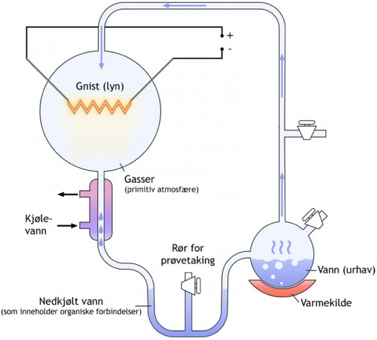 +
-
Gnist (lyn)
Gasser
(primitiv atmosfære)
Kjøle-
vann
Rør for
prøvetaking
Vann (urhav)
Varmekilde
Nedkjølt vann
(som inneholder organiske forbindelser)